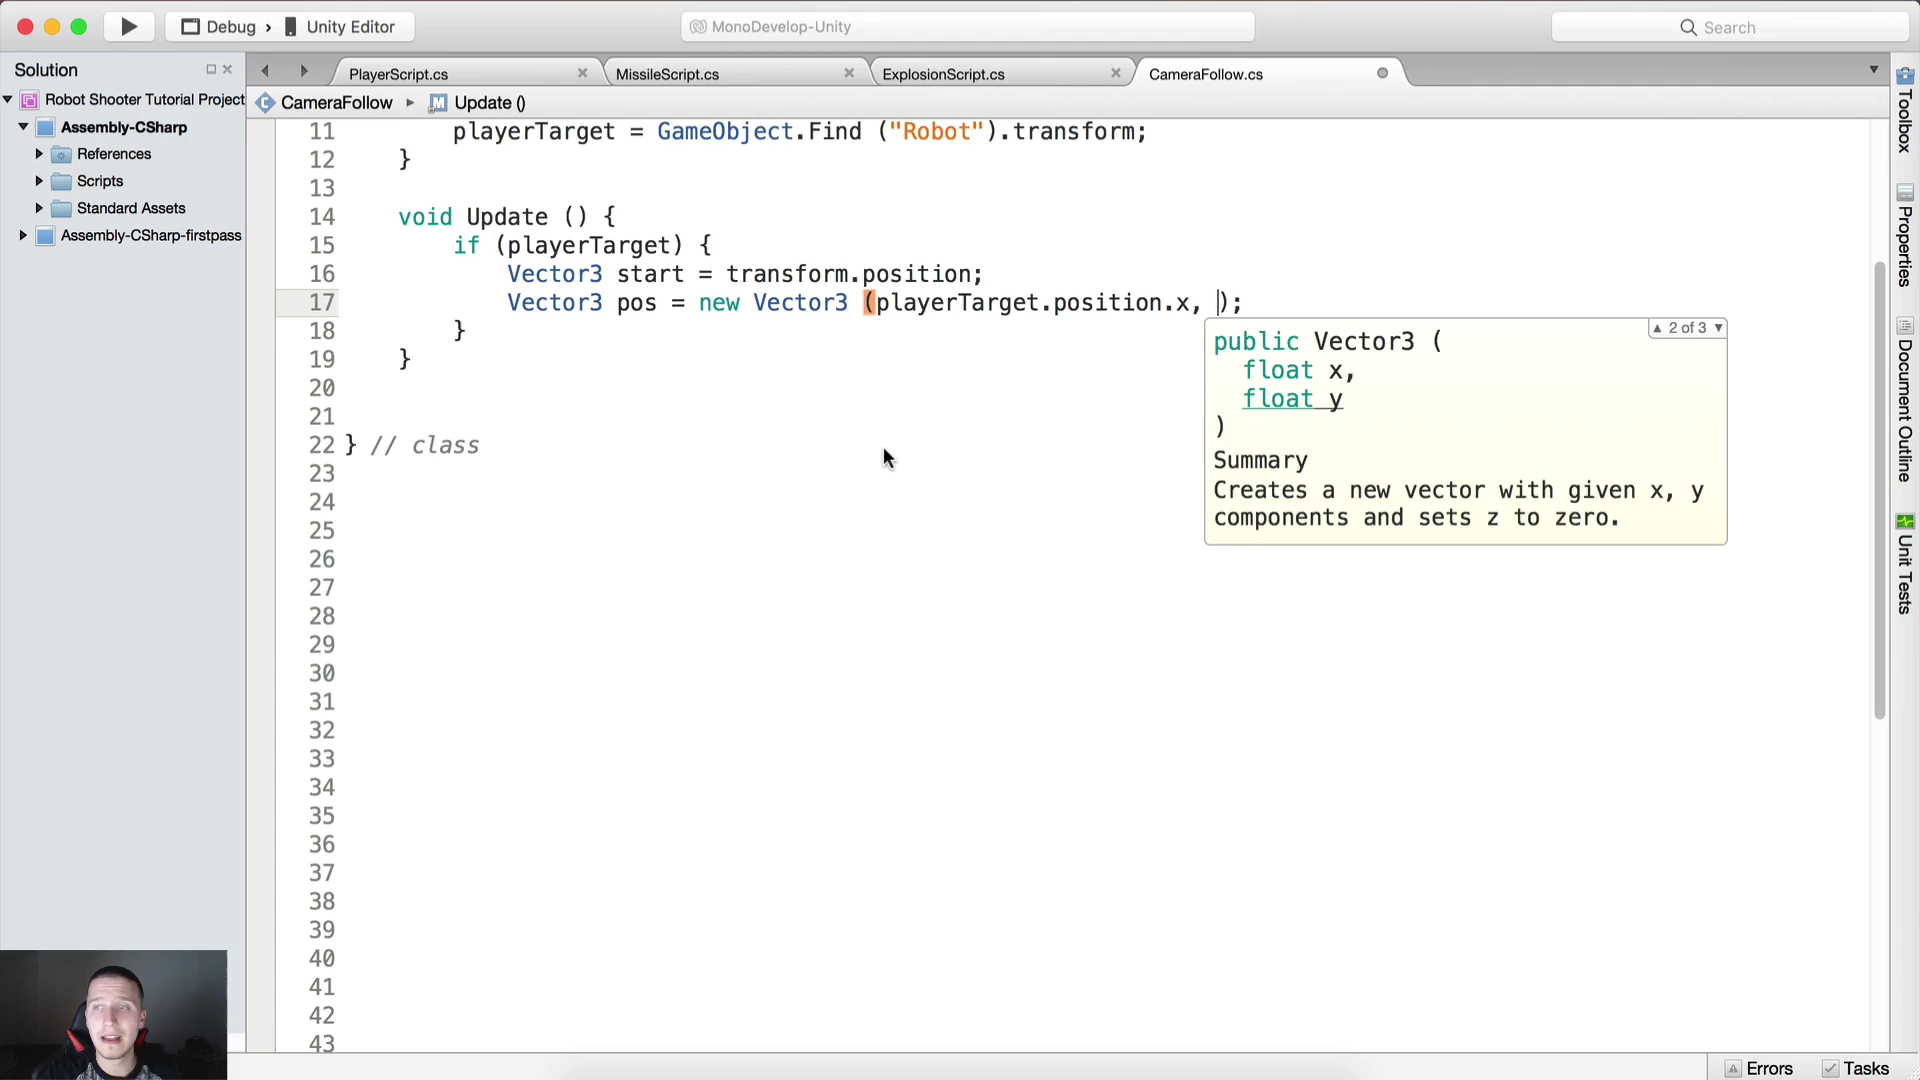 Debug › Unity Editor
MonoDevelop-Unity
Search
Solution
PlayerScript.cs
MissileScript.cs
ExplosionScript.cs
CameraFollow.cs
CameraFollow ▸ Update ()
Robot Shooter Tutorial Project
Assembly-CSharp
References
Scripts
Standard Assets
Assembly-CSharp-firstpass
11 playerTarget = GameObject.Find ("Robot").transform;
12 }
13
14 void Update () {
15 if (playerTarget) {
16 Vector3 start = transform.position;
17 Vector3 pos = new Vector3 (playerTarget.position.x, );
18 }
19 }
20
21
22 } // class
23
24
25
26
27
28
29
30
31
32
33
34
35
36
37
38
39
40
41
42
43
2 of 3
public Vector3 (
float x,
float y
)
Summary
Creates a new vector with given x, y
components and sets z to zero.
Toolbox
Properties
Document Outline
Unit Tests
Errors
Tasks